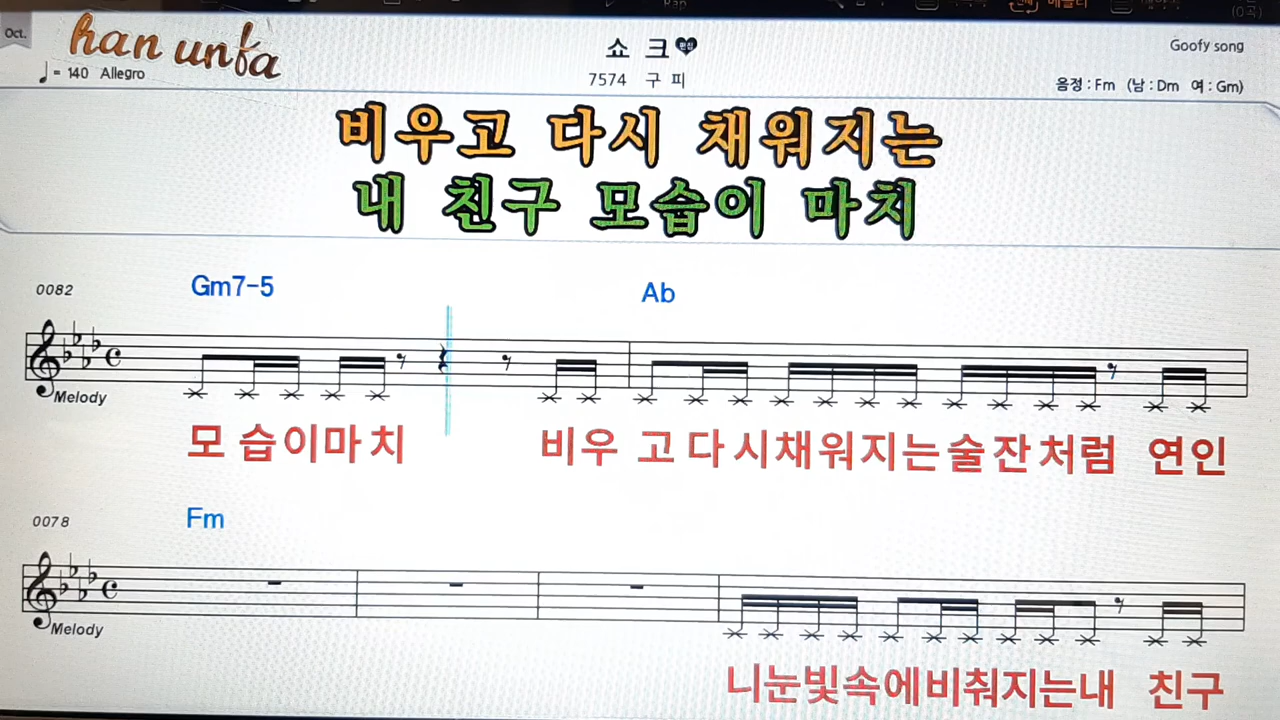 Rap
Oct.
han unfa
쇼 크
편집
Goofy song
♩ = 140 Allegro
7574 구 피
음정 : Fm (남 : Dm 여 : Gm)
비우고 다시 채워지는
내 친구 모습이 마치
0082
Gm7-5
Ab
Melody
모 습이마 치 비우 고 다 시채워지는술잔처럼 연인
0078
Fm
Melody
니눈빛속에비춰지는내 친구